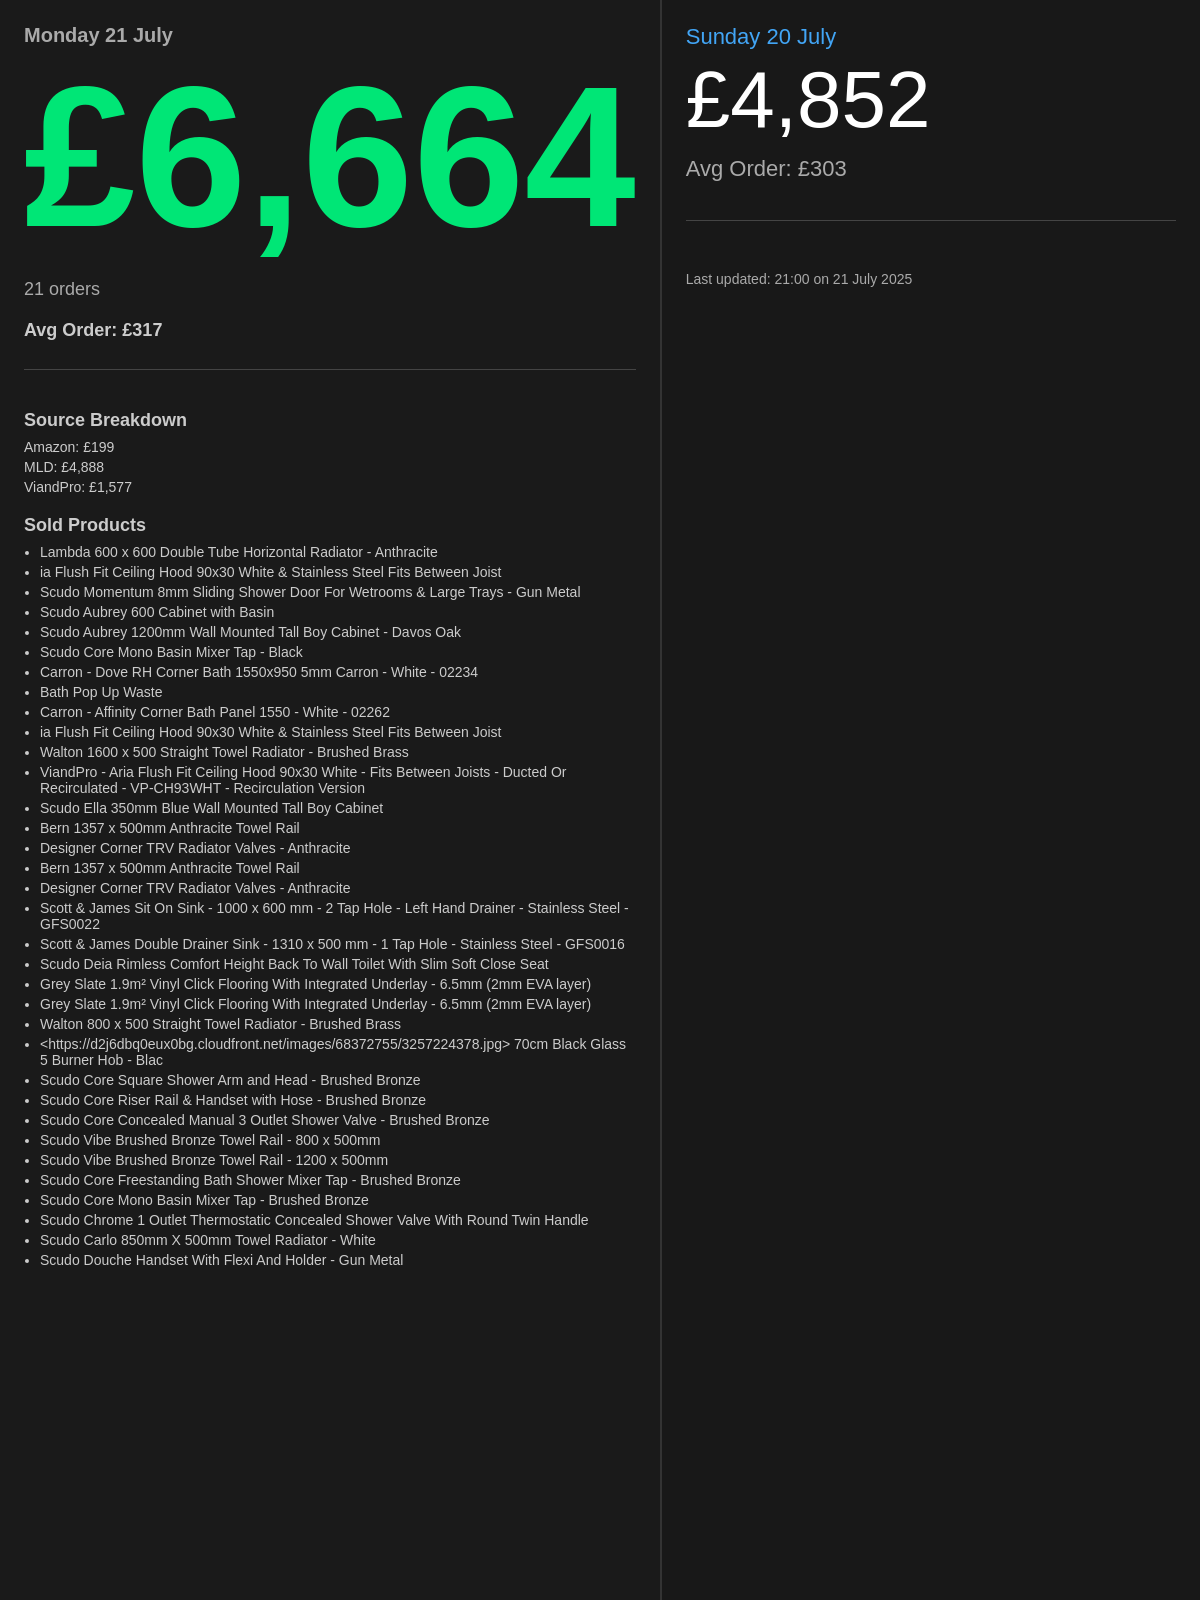 Monday 21 July
£6,664
21 orders
Avg Order: £317
Source Breakdown
Amazon: £199
MLD: £4,888
ViandPro: £1,577
Sold Products
• Lambda 600 x 600 Double Tube Horizontal Radiator - Anthracite
• ia Flush Fit Ceiling Hood 90x30 White & Stainless Steel Fits Between Joist
• Scudo Momentum 8mm Sliding Shower Door For Wetrooms & Large Trays - Gun Metal
• Scudo Aubrey 600 Cabinet with Basin
• Scudo Aubrey 1200mm Wall Mounted Tall Boy Cabinet - Davos Oak
• Scudo Core Mono Basin Mixer Tap - Black
• Carron - Dove RH Corner Bath 1550x950 5mm Carron - White - 02234
• Bath Pop Up Waste
• Carron - Affinity Corner Bath Panel 1550 - White - 02262
• ia Flush Fit Ceiling Hood 90x30 White & Stainless Steel Fits Between Joist
• Walton 1600 x 500 Straight Towel Radiator - Brushed Brass
• ViandPro - Aria Flush Fit Ceiling Hood 90x30 White - Fits Between Joists - Ducted Or
Recirculated - VP-CH93WHT - Recirculation Version
• Scudo Ella 350mm Blue Wall Mounted Tall Boy Cabinet
• Bern 1357 x 500mm Anthracite Towel Rail
• Designer Corner TRV Radiator Valves - Anthracite
• Bern 1357 x 500mm Anthracite Towel Rail
• Designer Corner TRV Radiator Valves - Anthracite
• Scott & James Sit On Sink - 1000 x 600 mm - 2 Tap Hole - Left Hand Drainer - Stainless Steel -
GFS0022
• Scott & James Double Drainer Sink - 1310 x 500 mm - 1 Tap Hole - Stainless Steel - GFS0016
• Scudo Deia Rimless Comfort Height Back To Wall Toilet With Slim Soft Close Seat
• Grey Slate 1.9m² Vinyl Click Flooring With Integrated Underlay - 6.5mm (2mm EVA layer)
• Grey Slate 1.9m² Vinyl Click Flooring With Integrated Underlay - 6.5mm (2mm EVA layer)
• Walton 800 x 500 Straight Towel Radiator - Brushed Brass
• <https://d2j6dbq0eux0bg.cloudfront.net/images/68372755/3257224378.jpg> 70cm Black Glass
5 Burner Hob - Blac
• Scudo Core Square Shower Arm and Head - Brushed Bronze
• Scudo Core Riser Rail & Handset with Hose - Brushed Bronze
• Scudo Core Concealed Manual 3 Outlet Shower Valve - Brushed Bronze
• Scudo Vibe Brushed Bronze Towel Rail - 800 x 500mm
• Scudo Vibe Brushed Bronze Towel Rail - 1200 x 500mm
• Scudo Core Freestanding Bath Shower Mixer Tap - Brushed Bronze
• Scudo Core Mono Basin Mixer Tap - Brushed Bronze
• Scudo Chrome 1 Outlet Thermostatic Concealed Shower Valve With Round Twin Handle
• Scudo Carlo 850mm X 500mm Towel Radiator - White
• Scudo Douche Handset With Flexi And Holder - Gun Metal
Sunday 20 July
£4,852
Avg Order: £303
Last updated: 21:00 on 21 July 2025